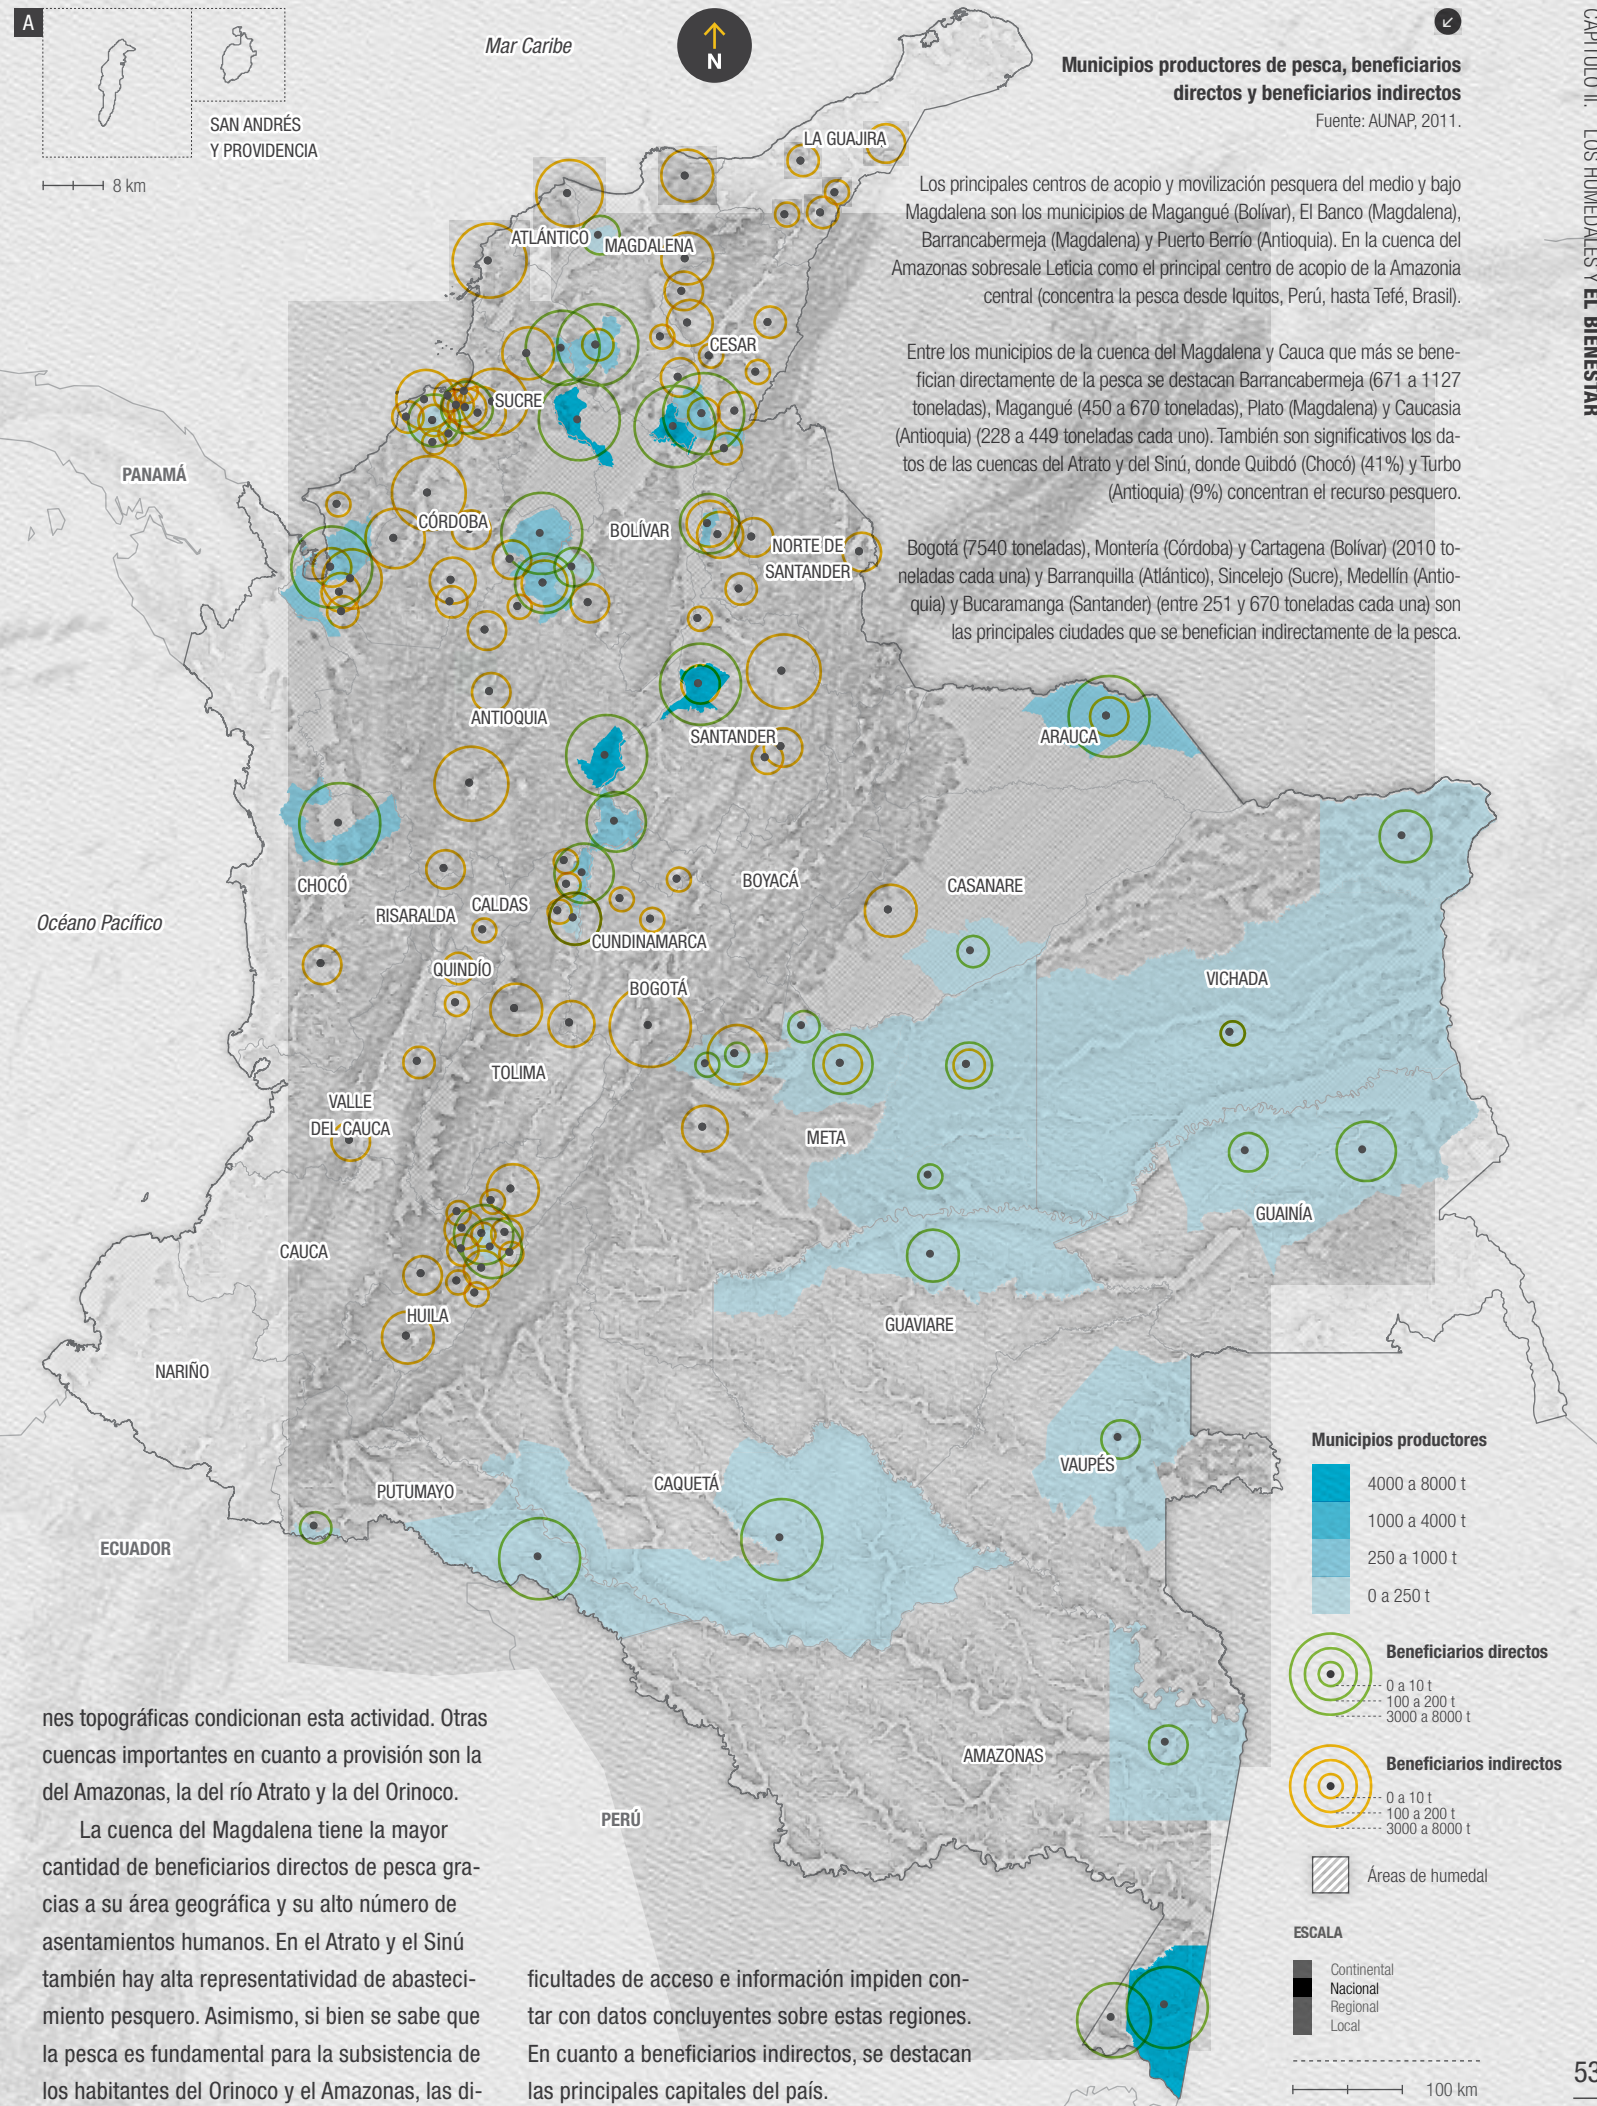 A
Mar Caribe
N
SAN ANDRÉS
Y PROVIDENCIA
8 km
CAPÍTULO II. LOS HUMEDALES Y EL BIENESTAR
Municipios productores de pesca, beneficiarios
directos y beneficiarios indirectos
Fuente: AUNAP, 2011.
Los principales centros de acopio y movilización pesquera del medio y bajo
Magdalena son los municipios de Magangué (Bolívar), El Banco (Magdalena),
Barrancabermeja (Magdalena) y Puerto Berrío (Antioquia). En la cuenca del
Amazonas sobresale Leticia como el principal centro de acopio de la Amazonia
central (concentra la pesca desde Iquitos, Perú, hasta Tefé, Brasil).
Entre los municipios de la cuenca del Magdalena y Cauca que más se bene-
fician directamente de la pesca se destacan Barrancabermeja (671 a 1127
toneladas), Magangué (450 a 670 toneladas), Plato (Magdalena) y Caucasia
(Antioquia) (228 a 449 toneladas cada uno). También son significativos los da-
tos de las cuencas del Atrato y del Sinú, donde Quibdó (Chocó) (41%) y Turbo
(Antioquia) (9%) concentran el recurso pesquero.
Bogotá (7540 toneladas), Montería (Córdoba) y Cartagena (Bolívar) (2010 to-
neladas cada una) y Barranquilla (Atlántico), Sincelejo (Sucre), Medellín (Antio-
quia) y Bucaramanga (Santander) (entre 251 y 670 toneladas cada una) son
las principales ciudades que se benefician indirectamente de la pesca.
LA GUAJIRA
ATLÁNTICO
MAGDALENA
CESAR
SUCRE
PANAMÁ
CÓRDOBA
BOLÍVAR
NORTE DE
SANTANDER
ANTIOQUIA
SANTANDER
ARAUCA
CHOCÓ
RISARALDA
CALDAS
BOYACÁ
CASANARE
Océano Pacífico
CUNDINAMARCA
QUINDÍO
BOGOTÁ
VICHADA
TOLIMA
VALLE
DEL CAUCA
META
GUAINÍA
CAUCA
HUILA
GUAVIARE
NARIÑO
VAUPÉS
CAQUETÁ
PUTUMAYO
ECUADOR
AMAZONAS
PERÚ
Municipios productores
4000 a 8000 t
1000 a 4000 t
250 a 1000 t
0 a 250 t
Beneficiarios directos
0 a 10 t
100 a 200 t
3000 a 8000 t
Beneficiarios indirectos
0 a 10 t
100 a 200 t
3000 a 8000 t
Áreas de humedal
ESCALA
Continental
Nacional
Regional
Local
100 km
nes topográficas condicionan esta actividad. Otras
cuencas importantes en cuanto a provisión son la
del Amazonas, la del río Atrato y la del Orinoco.
La cuenca del Magdalena tiene la mayor
cantidad de beneficiarios directos de pesca gra-
cias a su área geográfica y su alto número de
asentamientos humanos. En el Atrato y el Sinú
también hay alta representatividad de abasteci-
miento pesquero. Asimismo, si bien se sabe que
la pesca es fundamental para la subsistencia de
los habitantes del Orinoco y el Amazonas, las di-
ficultades de acceso e información impiden con-
tar con datos concluyentes sobre estas regiones.
En cuanto a beneficiarios indirectos, se destacan
las principales capitales del país.
53